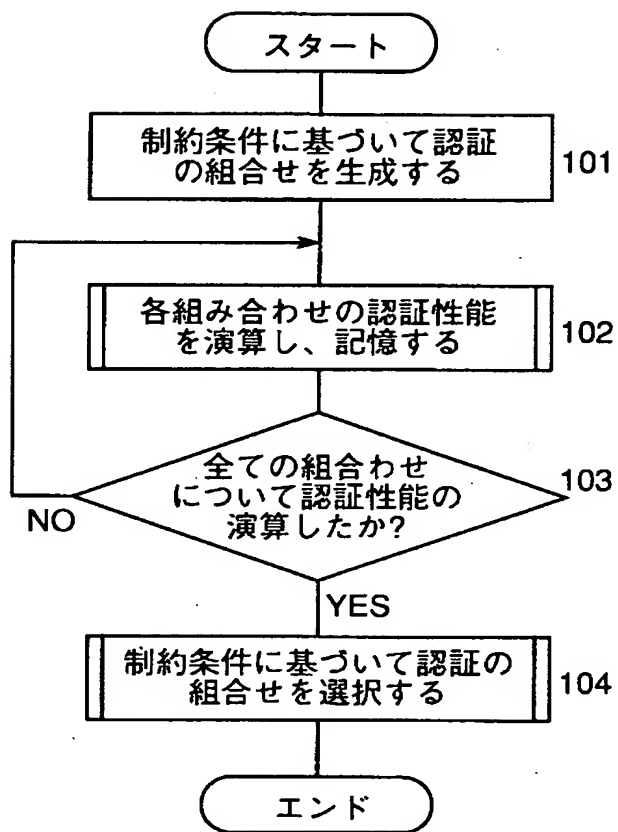 スタート
制約条件に基づいて認証
の組合せを生成する
101
各組み合わせの認証性能
を演算し、記憶する
102
全ての組合わせ
について認証性能の
演算したか?
103
NO
YES
制約条件に基づいて認証の
組合せを選択する
104
エンド